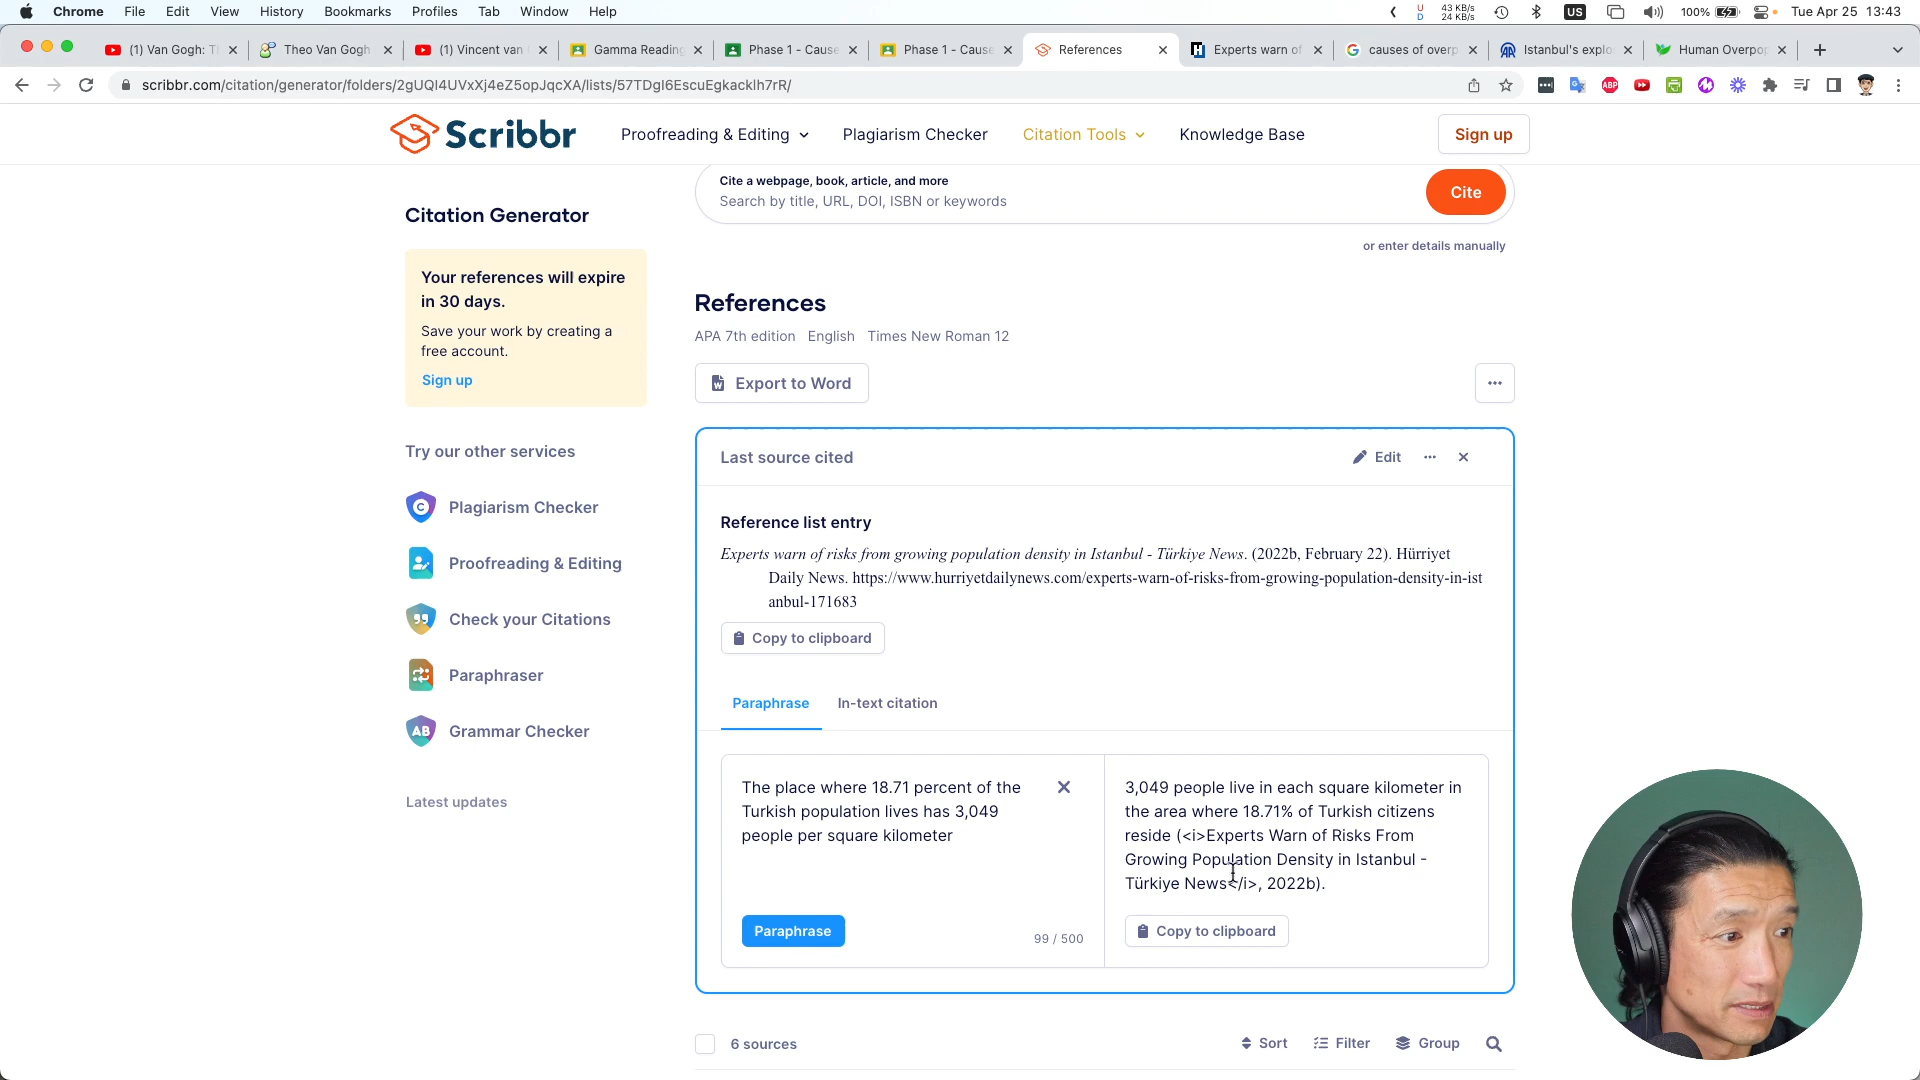 Chrome File Edit View History Bookmarks Profiles Tab Window Help
U 43 KB/s
D 24 KB/s
US
100%
Tue Apr 25 13:43
(1) Van Gogh: T
Theo Van Gogh
(1) Vincent van
Gamma Reading
Phase 1 - Cause
Phase 1 - Cause
References
Experts warn of
causes of overp
Istanbul's explo
Human Overpop
scribbr.com/citation/generator/folders/2gUQI4UVxXj4eZ5opJqcXA/lists/57TDgl6EscuEgkacklh7rR/
ABP
Scribbr
Proofreading & Editing
Plagiarism Checker
Citation Tools
Knowledge Base
Sign up
Cite a webpage, book, article, and more
Search by title, URL, DOI, ISBN or keywords
Cite
or enter details manually
Citation Generator
Your references will expire
in 30 days.
Save your work by creating a
free account.
Sign up
Try our other services
Plagiarism Checker
Proofreading & Editing
Check your Citations
Paraphraser
AB Grammar Checker
Latest updates
References
APA 7th edition English Times New Roman 12
Export to Word
Last source cited
Edit
Reference list entry
Experts warn of risks from growing population density in Istanbul - Türkiye News. (2022b, February 22). Hürriyet
Daily News. https://www.hurriyetdailynews.com/experts-warn-of-risks-from-growing-population-density-in-ist
anbul-171683
Copy to clipboard
Paraphrase
In-text citation
The place where 18.71 percent of the
Turkish population lives has 3,049
people per square kilometer
Paraphrase
99 / 500
3,049 people live in each square kilometer in
the area where 18.71% of Turkish citizens
reside (<i>Experts Warn of Risks From
Growing Population Density in Istanbul -
Türkiye News</i>, 2022b).
Copy to clipboard
6 sources
Sort
Filter
Group